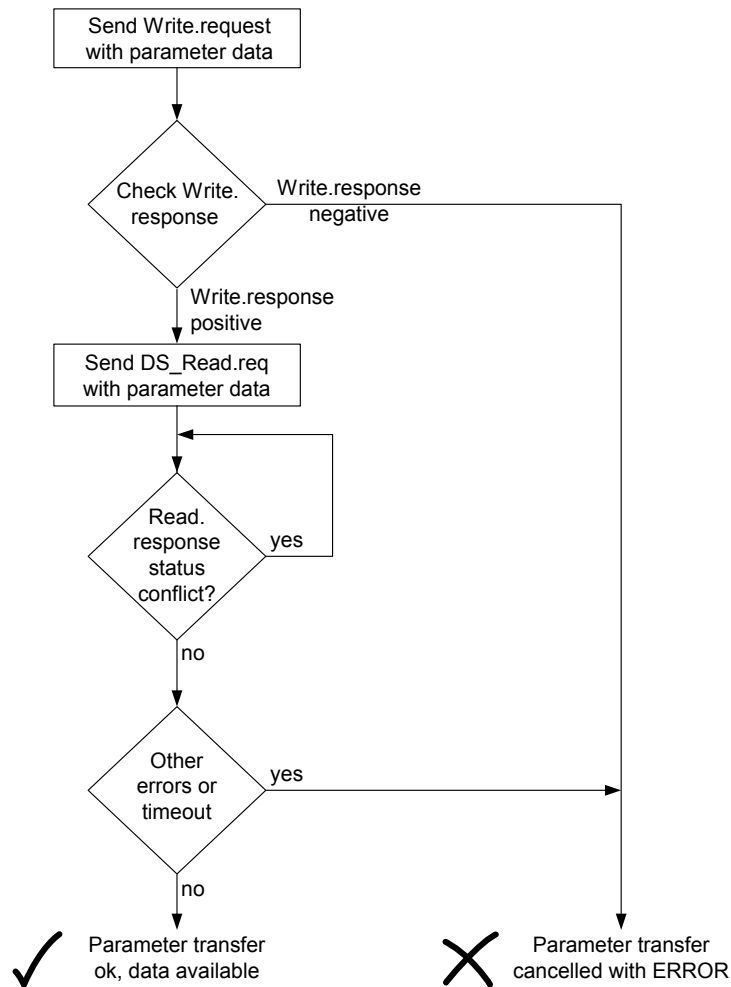 Send Write.request
with parameter data
Check Write.
response
Write.response
negative
Write.response
positive
Send DS_Read.req
with parameter data
Read.
response
status
conflict?
yes
no
Other
errors or
timeout
yes
no
Parameter transfer
ok, data available
Parameter transfer
cancelled with ERROR